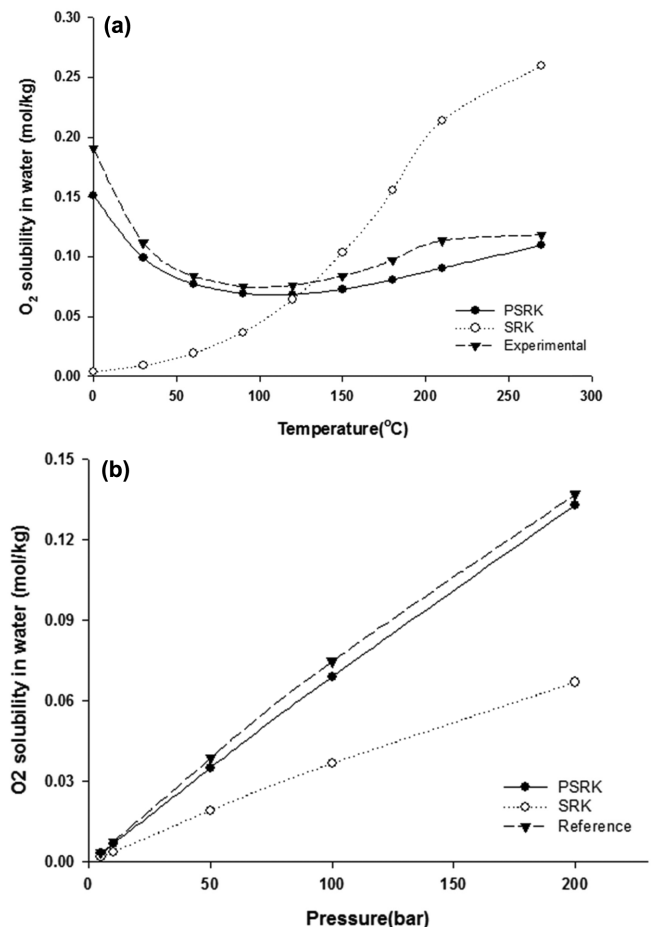 (a)
0.30
0.25
0.20
0.15
0.10
0.05
0.00
O₂ solubility in water (mol/kg)
PSRK
SRK
Experimental
0 50 100 150 200 250 300
Temperature(°C)
(b)
0.15
0.12
0.09
0.06
0.03
0.00
O2 solubility in water (mol/kg)
PSRK
SRK
Reference
0 50 100 150 200
Pressure(bar)